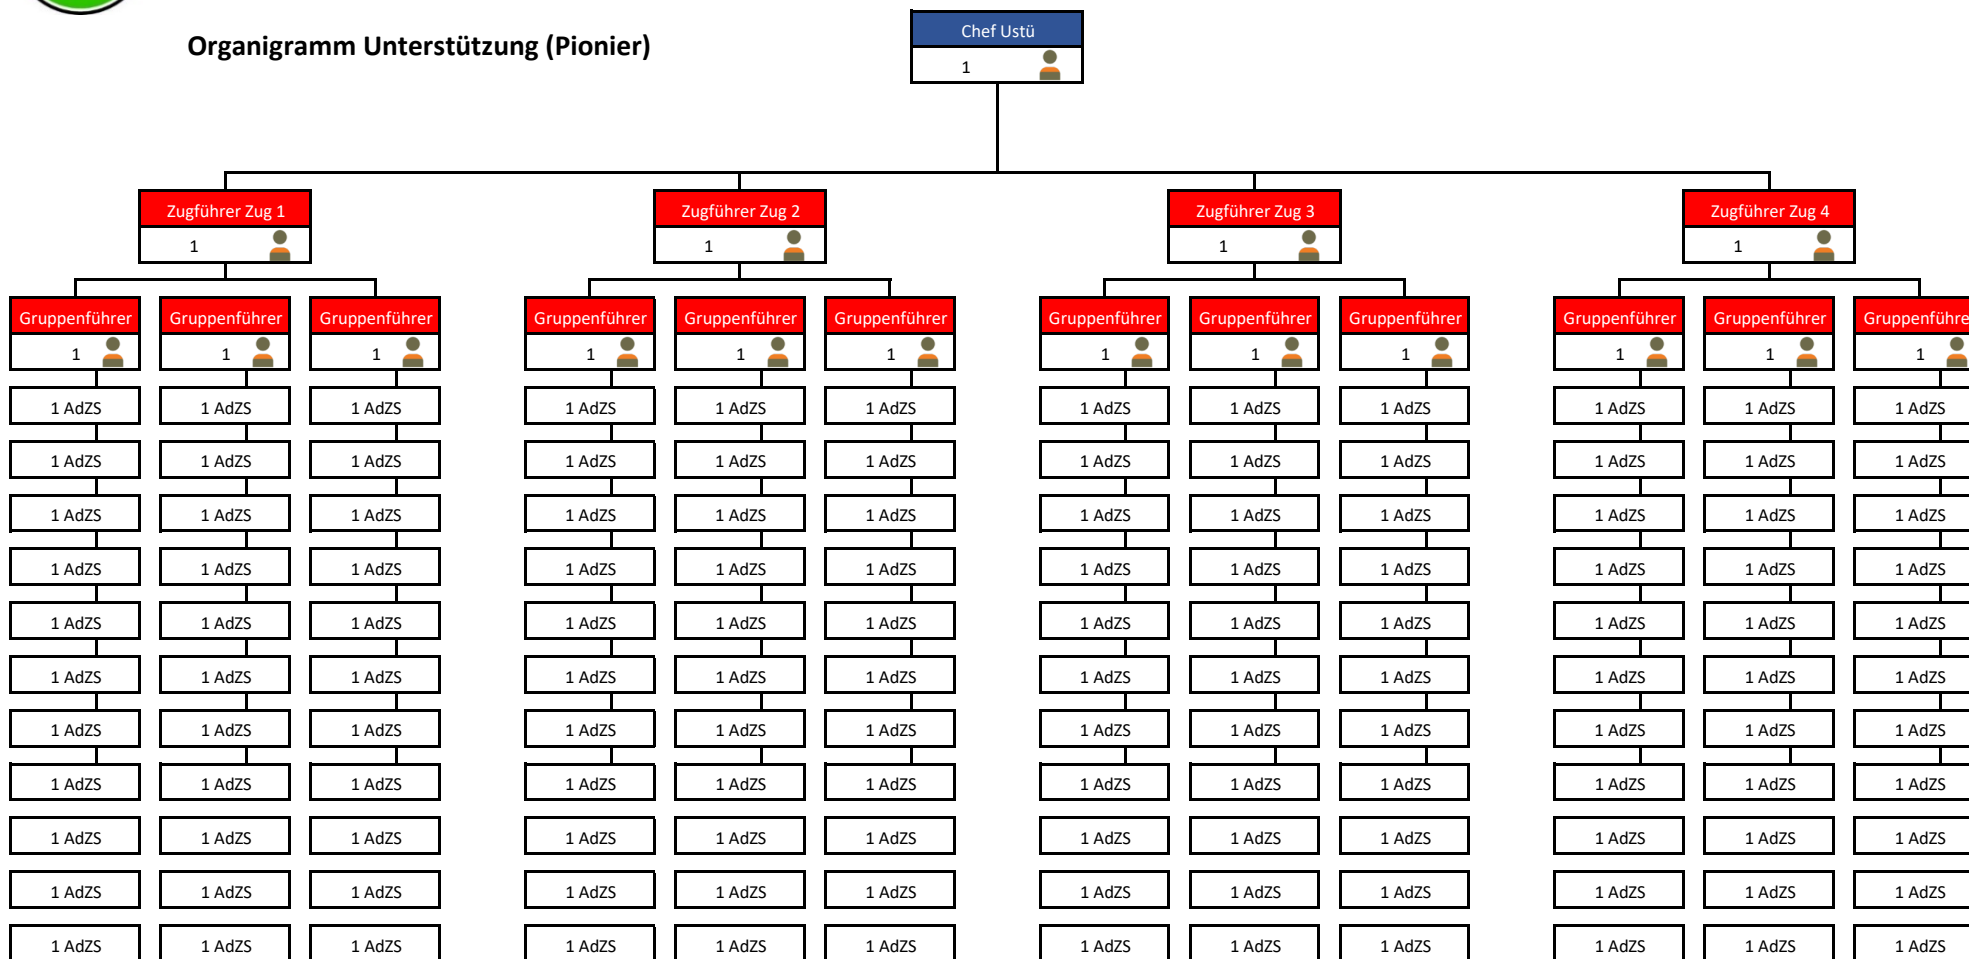 Chef Ustü
Organigramm Unterstützung (Pionier)
1
Zugführer Zug 1 Zugführer Zug 2 Zugführer Zug 3 Zugführer Zug 4
1 1 1 1
Gruppenführer Gruppenführer Gruppenführer Gruppenführer Gruppenführer Gruppenführer Gruppenführer Gruppenführer Gruppenführer Gruppenführer Gruppenführer Gruppenführe
1 1 1 1 1 1 1 1 1 1 1 1
1 AdZS 1 AdZS 1 AdZS 1 AdZS 1 AdZS 1 AdZS 1 AdZS 1 AdZS 1 AdZS 1 AdZS 1 AdZS 1 AdZS
1 AdZS 1 AdZS 1 AdZS 1 AdZS 1 AdZS 1 AdZS 1 AdZS 1 AdZS 1 AdZS 1 AdZS 1 AdZS 1 AdZS
1 AdZS 1 AdZS 1 AdZS 1 AdZS 1 AdZS 1 AdZS 1 AdZS 1 AdZS 1 AdZS 1 AdZS 1 AdZS 1 AdZS
1 AdZS 1 AdZS 1 AdZS 1 AdZS 1 AdZS 1 AdZS 1 AdZS 1 AdZS 1 AdZS 1 AdZS 1 AdZS 1 AdZS
1 AdZS 1 AdZS 1 AdZS 1 AdZS 1 AdZS 1 AdZS 1 AdZS 1 AdZS 1 AdZS 1 AdZS 1 AdZS 1 AdZS
1 AdZS 1 AdZS 1 AdZS 1 AdZS 1 AdZS 1 AdZS 1 AdZS 1 AdZS 1 AdZS 1 AdZS 1 AdZS 1 AdZS
1 AdZS 1 AdZS 1 AdZS 1 AdZS 1 AdZS 1 AdZS 1 AdZS 1 AdZS 1 AdZS 1 AdZS 1 AdZS 1 AdZS
1 AdZS 1 AdZS 1 AdZS 1 AdZS 1 AdZS 1 AdZS 1 AdZS 1 AdZS 1 AdZS 1 AdZS 1 AdZS 1 AdZS
1 AdZS 1 AdZS 1 AdZS 1 AdZS 1 AdZS 1 AdZS 1 AdZS 1 AdZS 1 AdZS 1 AdZS 1 AdZS 1 AdZS
1 AdZS 1 AdZS 1 AdZS 1 AdZS 1 AdZS 1 AdZS 1 AdZS 1 AdZS 1 AdZS 1 AdZS 1 AdZS 1 AdZS
1 AdZS 1 AdZS 1 AdZS 1 AdZS 1 AdZS 1 AdZS 1 AdZS 1 AdZS 1 AdZS 1 AdZS 1 AdZS 1 AdZS